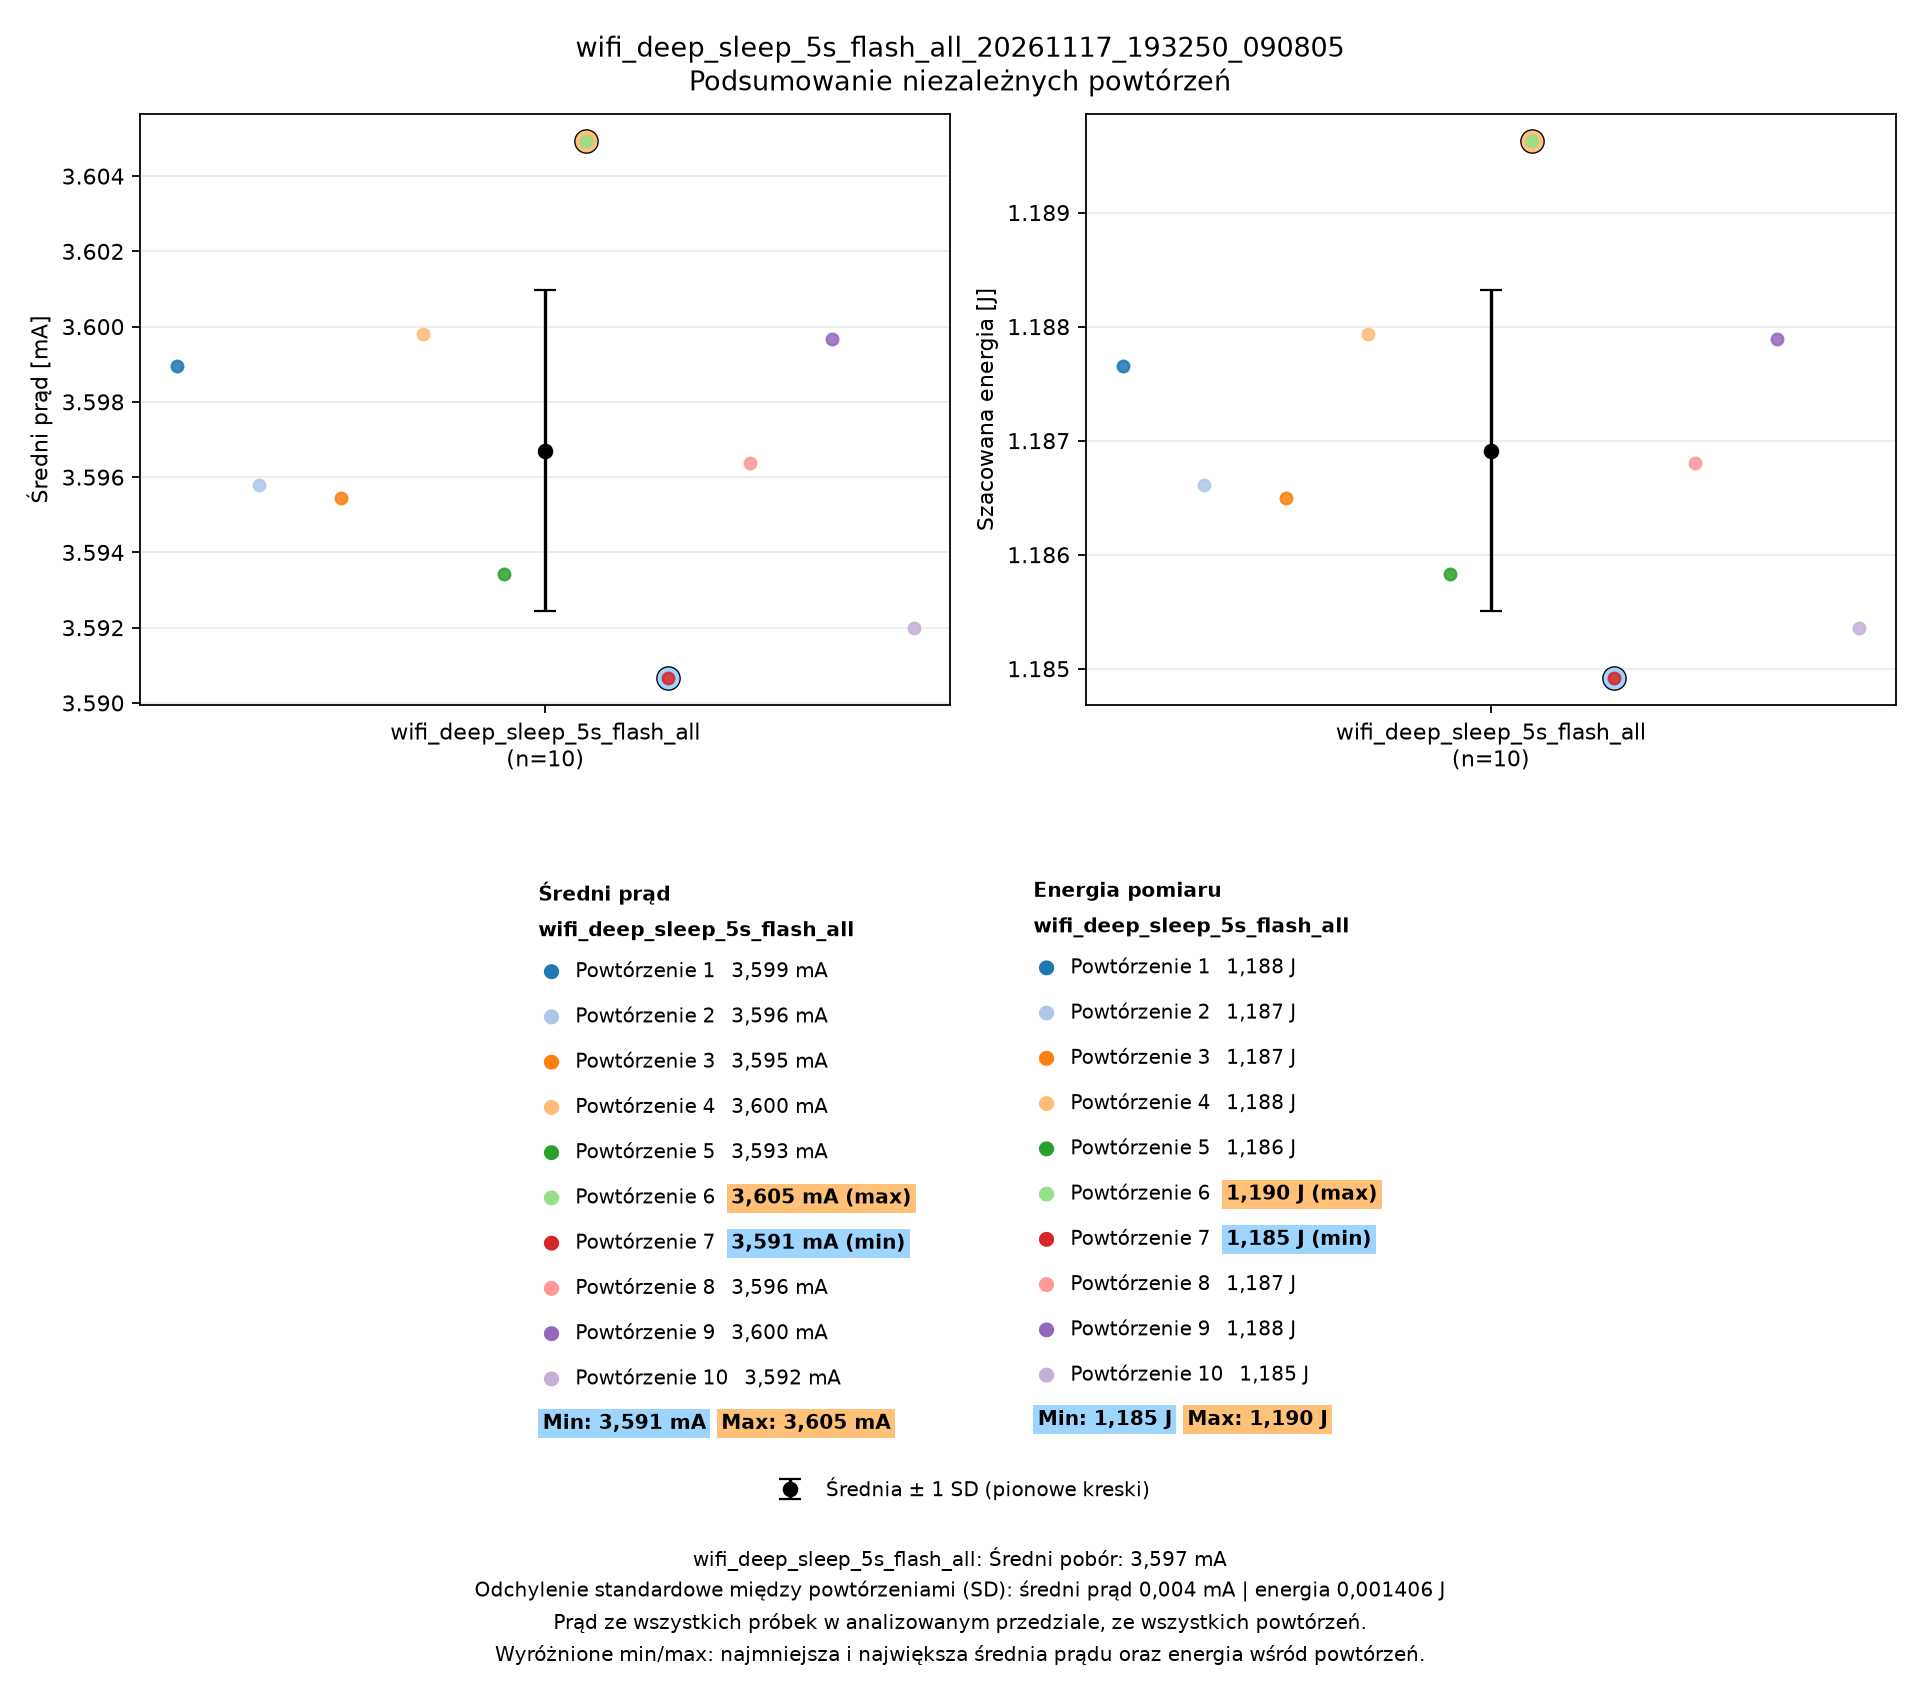 wifi_deep_sleep_5s_flash_all_20261117_193250_090805
Podsumowanie niezależnych powtórzeń
Średni prąd [mA]
3.604
3.602
3.600
3.598
3.596
3.594
3.592
3.590
wifi_deep_sleep_5s_flash_all
(n=10)
Szacowana energia [J]
1.189
1.188
1.187
1.186
1.185
wifi_deep_sleep_5s_flash_all
(n=10)
Średni prąd
wifi_deep_sleep_5s_flash_all
Powtórzenie 1 3,599 mA
Powtórzenie 2 3,596 mA
Powtórzenie 3 3,595 mA
Powtórzenie 4 3,600 mA
Powtórzenie 5 3,593 mA
Powtórzenie 6 3,605 mA (max)
Powtórzenie 7 3,591 mA (min)
Powtórzenie 8 3,596 mA
Powtórzenie 9 3,600 mA
Powtórzenie 10 3,592 mA
Min: 3,591 mA Max: 3,605 mA
Energia pomiaru
wifi_deep_sleep_5s_flash_all
Powtórzenie 1 1,188 J
Powtórzenie 2 1,187 J
Powtórzenie 3 1,187 J
Powtórzenie 4 1,188 J
Powtórzenie 5 1,186 J
Powtórzenie 6 1,190 J (max)
Powtórzenie 7 1,185 J (min)
Powtórzenie 8 1,187 J
Powtórzenie 9 1,188 J
Powtórzenie 10 1,185 J
Min: 1,185 J Max: 1,190 J
Średnia ± 1 SD (pionowe kreski)
wifi_deep_sleep_5s_flash_all: Średni pobór: 3,597 mA
Odchylenie standardowe między powtórzeniami (SD): średni prąd 0,004 mA | energia 0,001406 J
Prąd ze wszystkich próbek w analizowanym przedziale, ze wszystkich powtórzeń.
Wyróżnione min/max: najmniejsza i największa średnia prądu oraz energia wśród powtórzeń.